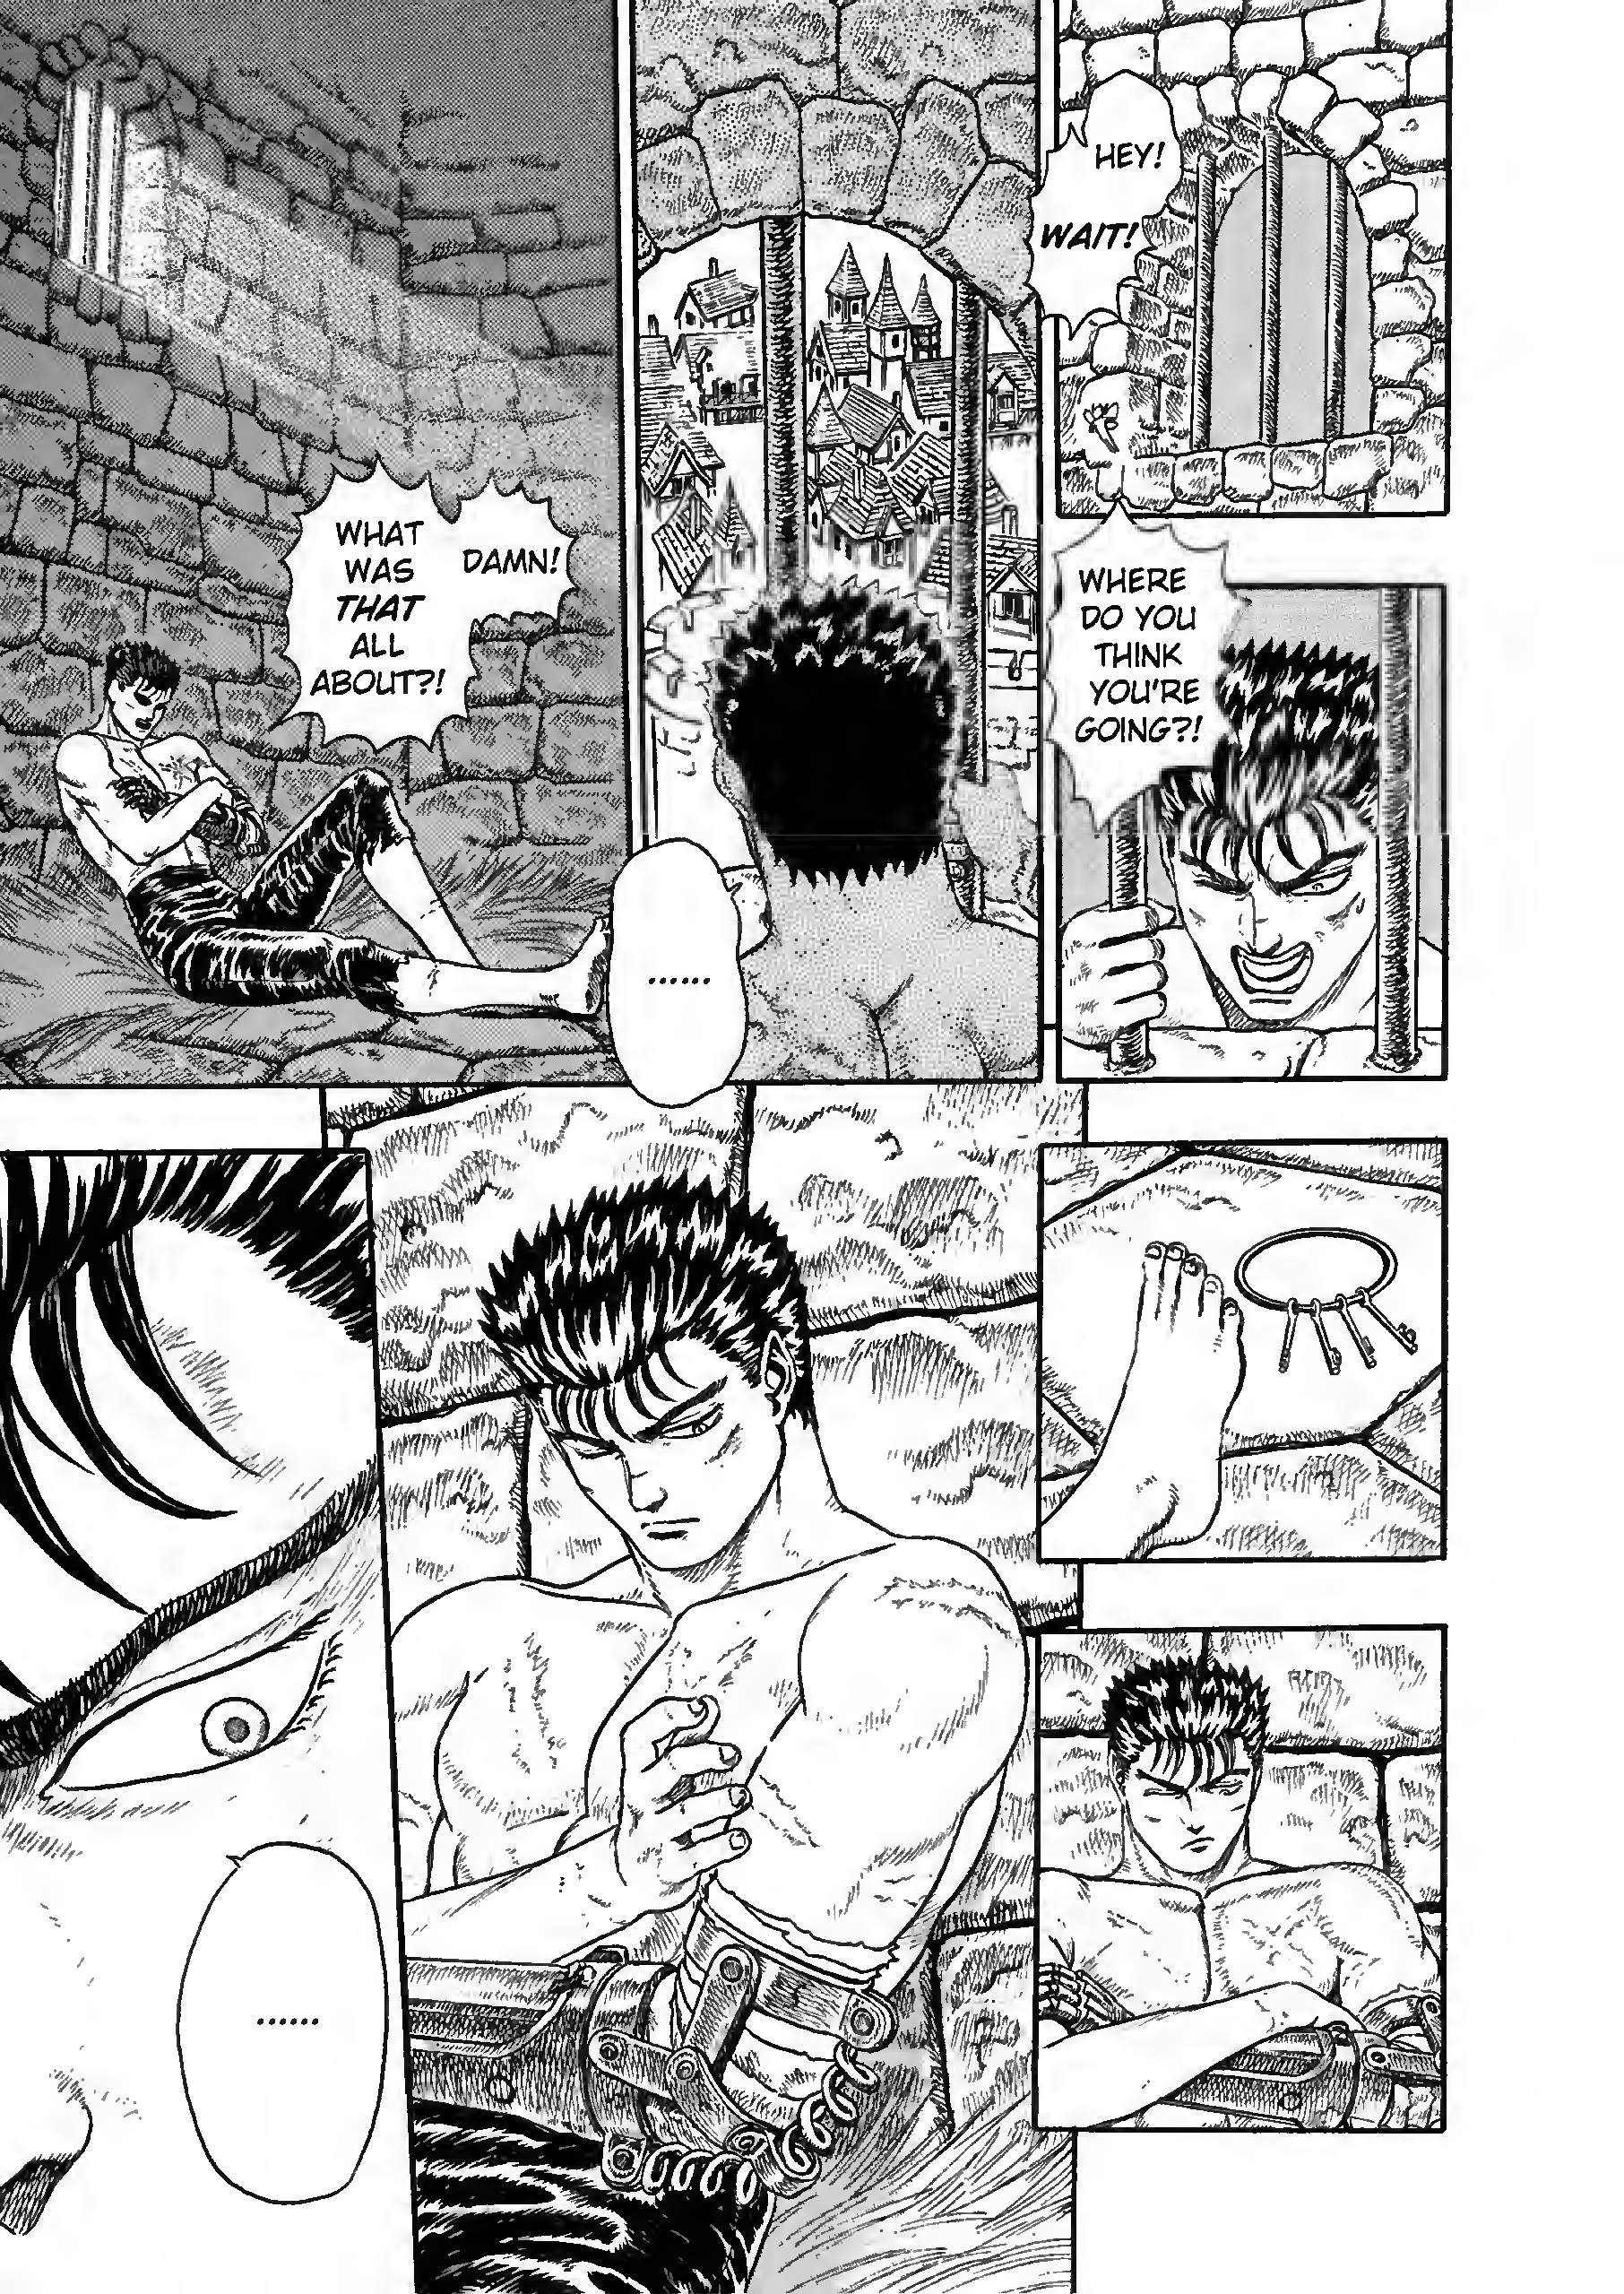 HEY!
WAIT!
WHERE
DO YOU
THINK
YOU'RE
GOING?!
......
DAMN!
WHAT
WAS
THAT
ALL
ABOUT?!
......